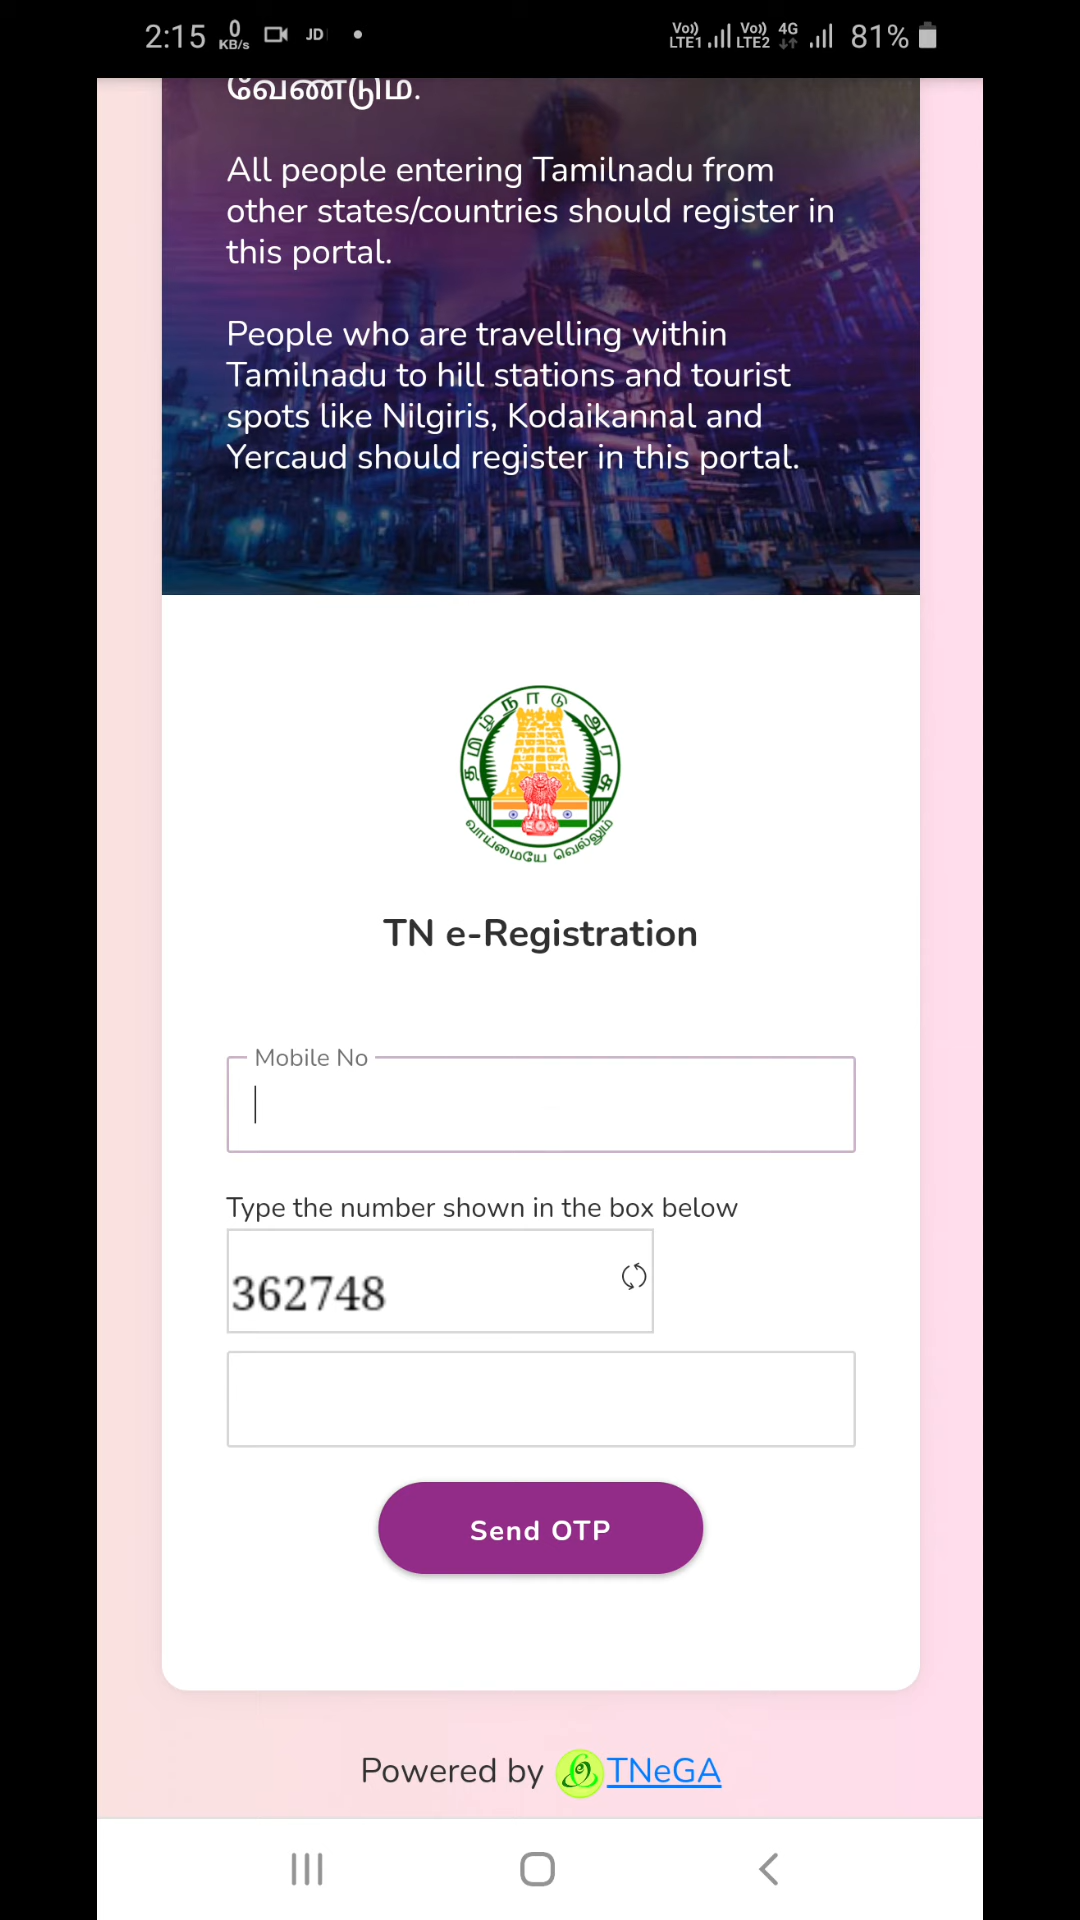 2:15 0 KB/s JD Vo)) LTE1 Vo)) LTE2 4G 81%
வேண்டும்.
All people entering Tamilnadu from
other states/countries should register in
this portal.
People who are travelling within
Tamilnadu to hill stations and tourist
spots like Nilgiris, Kodaikannal and
Yercaud should register in this portal.
தமிழ்நாடு அரசு
வாய்மையே வெல்லும்
TN e-Registration
Mobile No
Type the number shown in the box below
362748
Send OTP
Powered by TNeGA